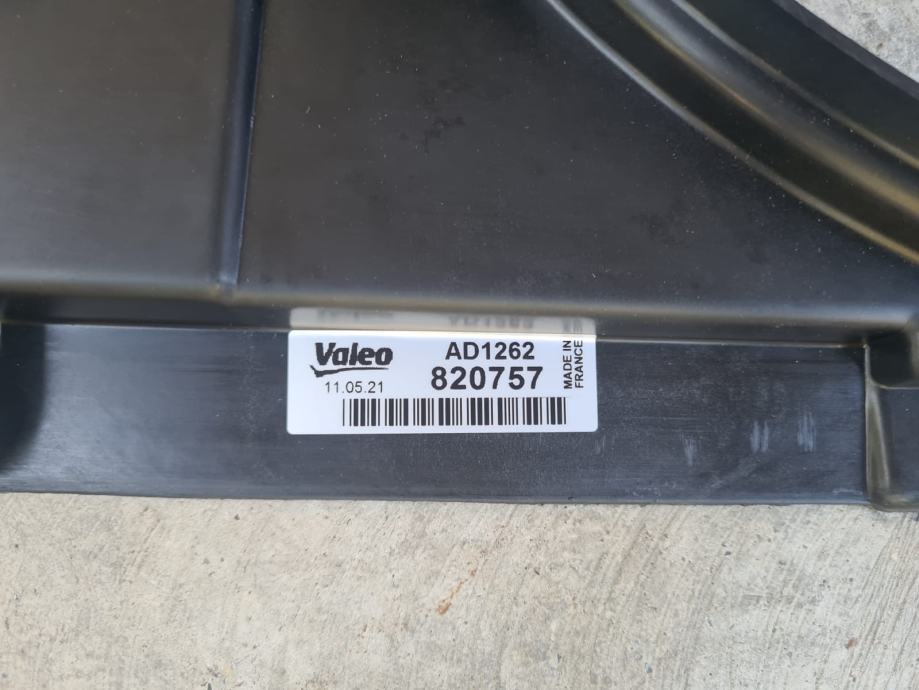 Valeo
AD1262
11.05.21
820757
MADE IN
FRANCE